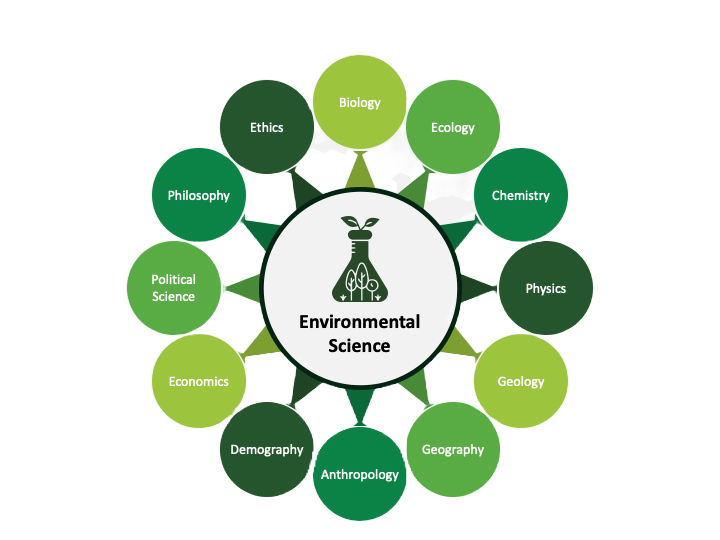 Biology
Ecology
Chemistry
Physics
Geology
Geography
Anthropology
Demography
Economics
Political
Science
Philosophy
Ethics
Environmental
Science